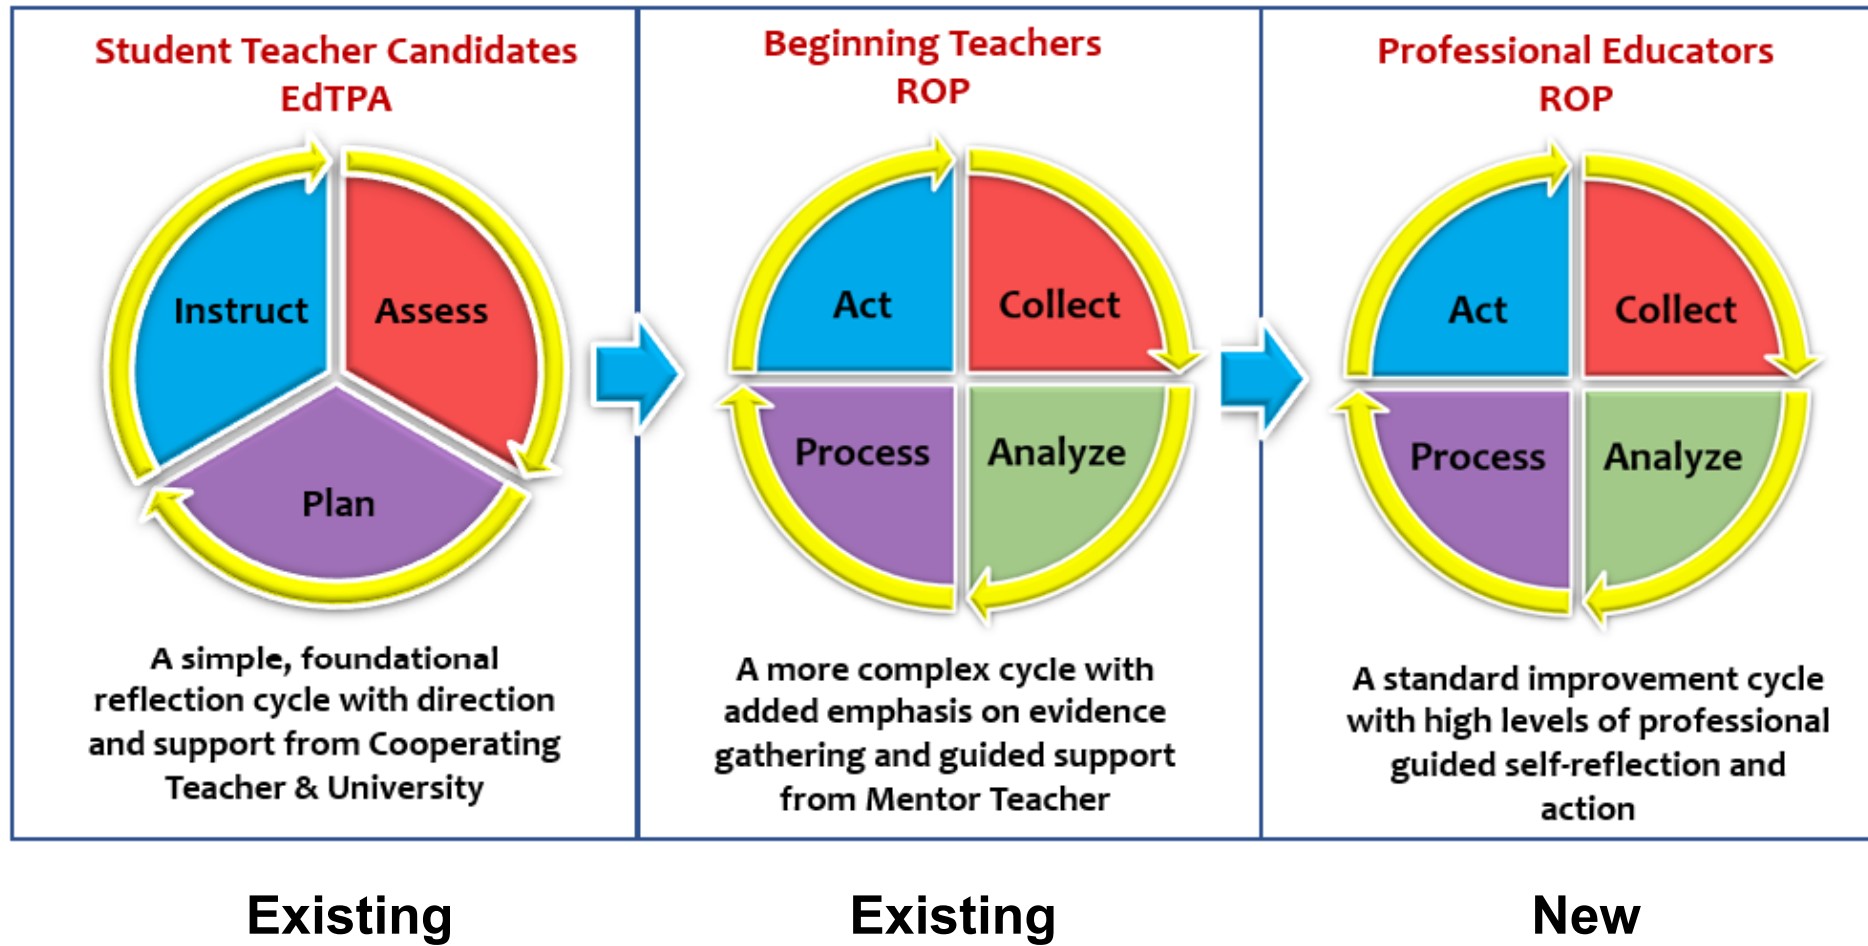 Student Teacher Candidates
EdTPA
Instruct
Assess
Plan
A simple, foundational
reflection cycle with direction
and support from Cooperating
Teacher & University
Existing
Beginning Teachers
ROP
Act
Collect
Process
Analyze
A more complex cycle with
added emphasis on evidence
gathering and guided support
from Mentor Teacher
Existing
Professional Educators
ROP
Act
Collect
Process
Analyze
A standard improvement cycle
with high levels of professional
guided self-reflection and
action
New